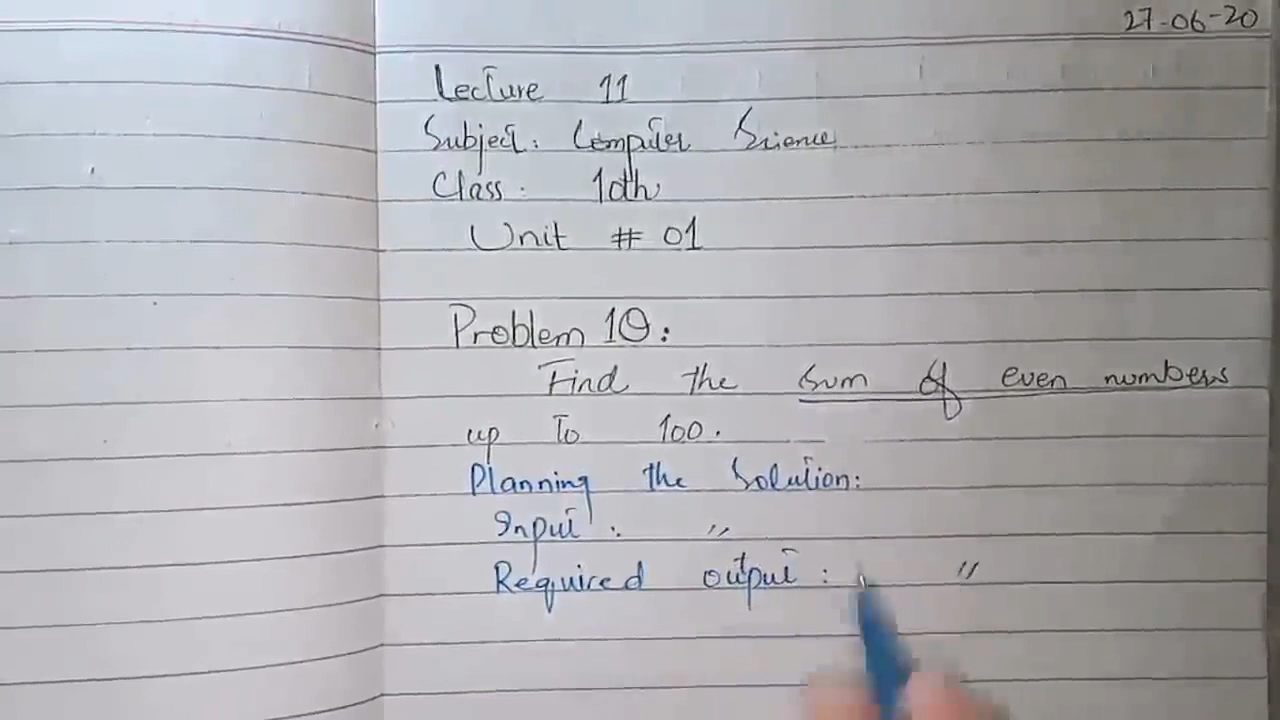 27-06-20
Lecture 11
Subject: Computer Science
Class: 10th
Unit # 01
Problem 10:
Find the sum of even numbers
up to 100.
Planning the Solution:
Input : "
Required output : "